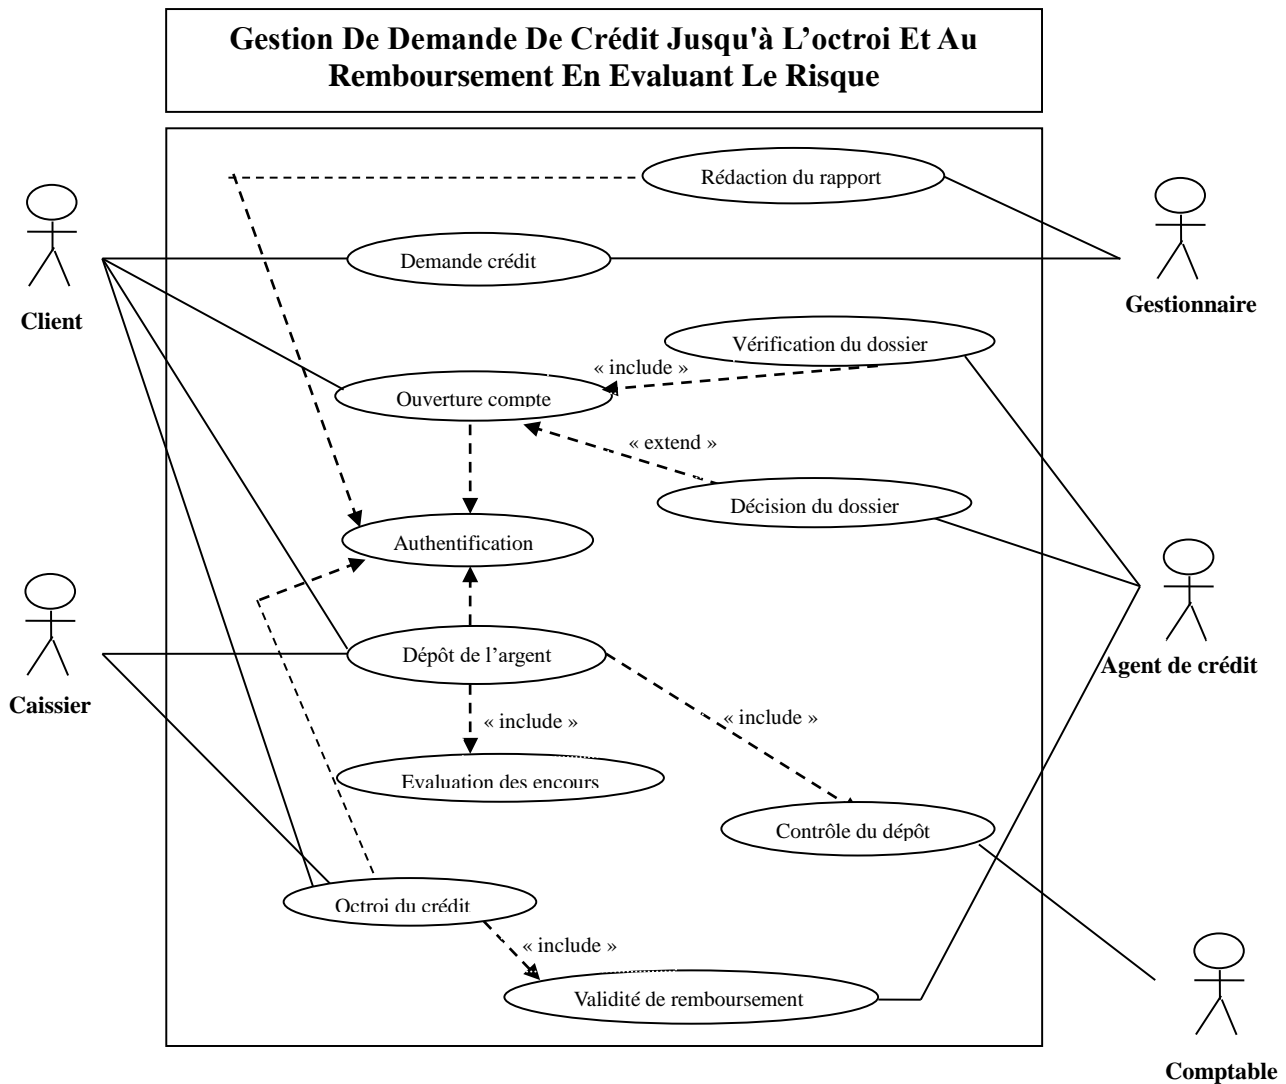 Gestion De Demande De Crédit Jusqu'à L’octroi Et Au
Remboursement En Evaluant Le Risque
Rédaction du rapport
Demande crédit
Client
Gestionnaire
Vérification du dossier
« include »
Ouverture compte
« extend »
Décision du dossier
Authentification
Dépôt de l’argent
Agent de crédit
Caissier
« include »
« include »
Evaluation des encours
Contrôle du dépôt
Octroi du crédit
« include »
Validité de remboursement
Comptable